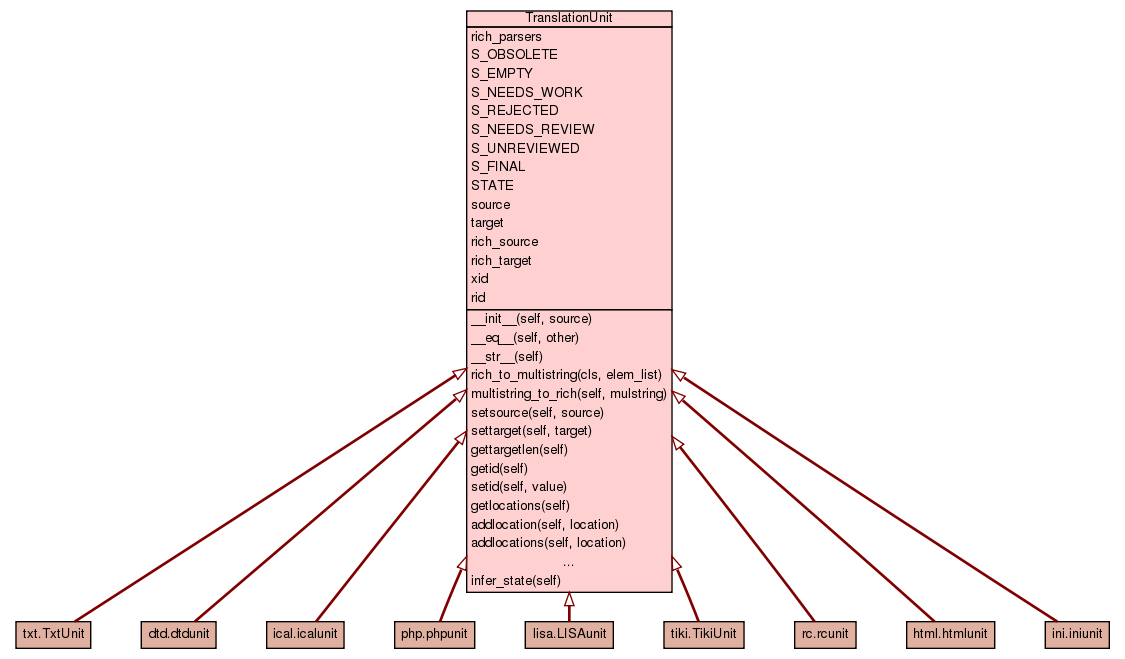 TranslationUnit
rich_parsers
S_OBSOLETE
S_EMPTY
S_NEEDS_WORK
S_REJECTED
S_NEEDS_REVIEW
S_UNREVIEWED
S_FINAL
STATE
source
target
rich_source
rich_target
xid
rid
__init__(self, source)
__eq__(self, other)
__str__(self)
rich_to_multistring(cls, elem_list)
multistring_to_rich(self, mulstring)
setsource(self, source)
settarget(self, target)
gettargetlen(self)
getid(self)
setid(self, value)
getlocations(self)
addlocation(self, location)
addlocations(self, location)
...
infer_state(self)
txt.TxtUnit
dtd.dtdunit
ical.icalunit
php.phpunit
lisa.LISAunit
tiki.TikiUnit
rc.rcunit
html.htmlunit
ini.iniunit